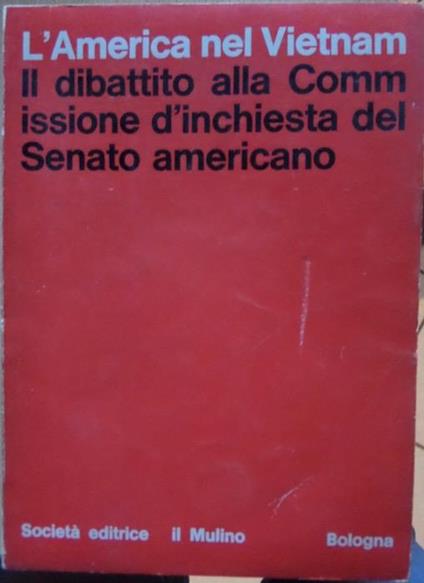 L'America nel Vietnam
Il dibattito alla Comm
issione d'inchiesta del
Senato americano
Società editrice il Mulino Bologna